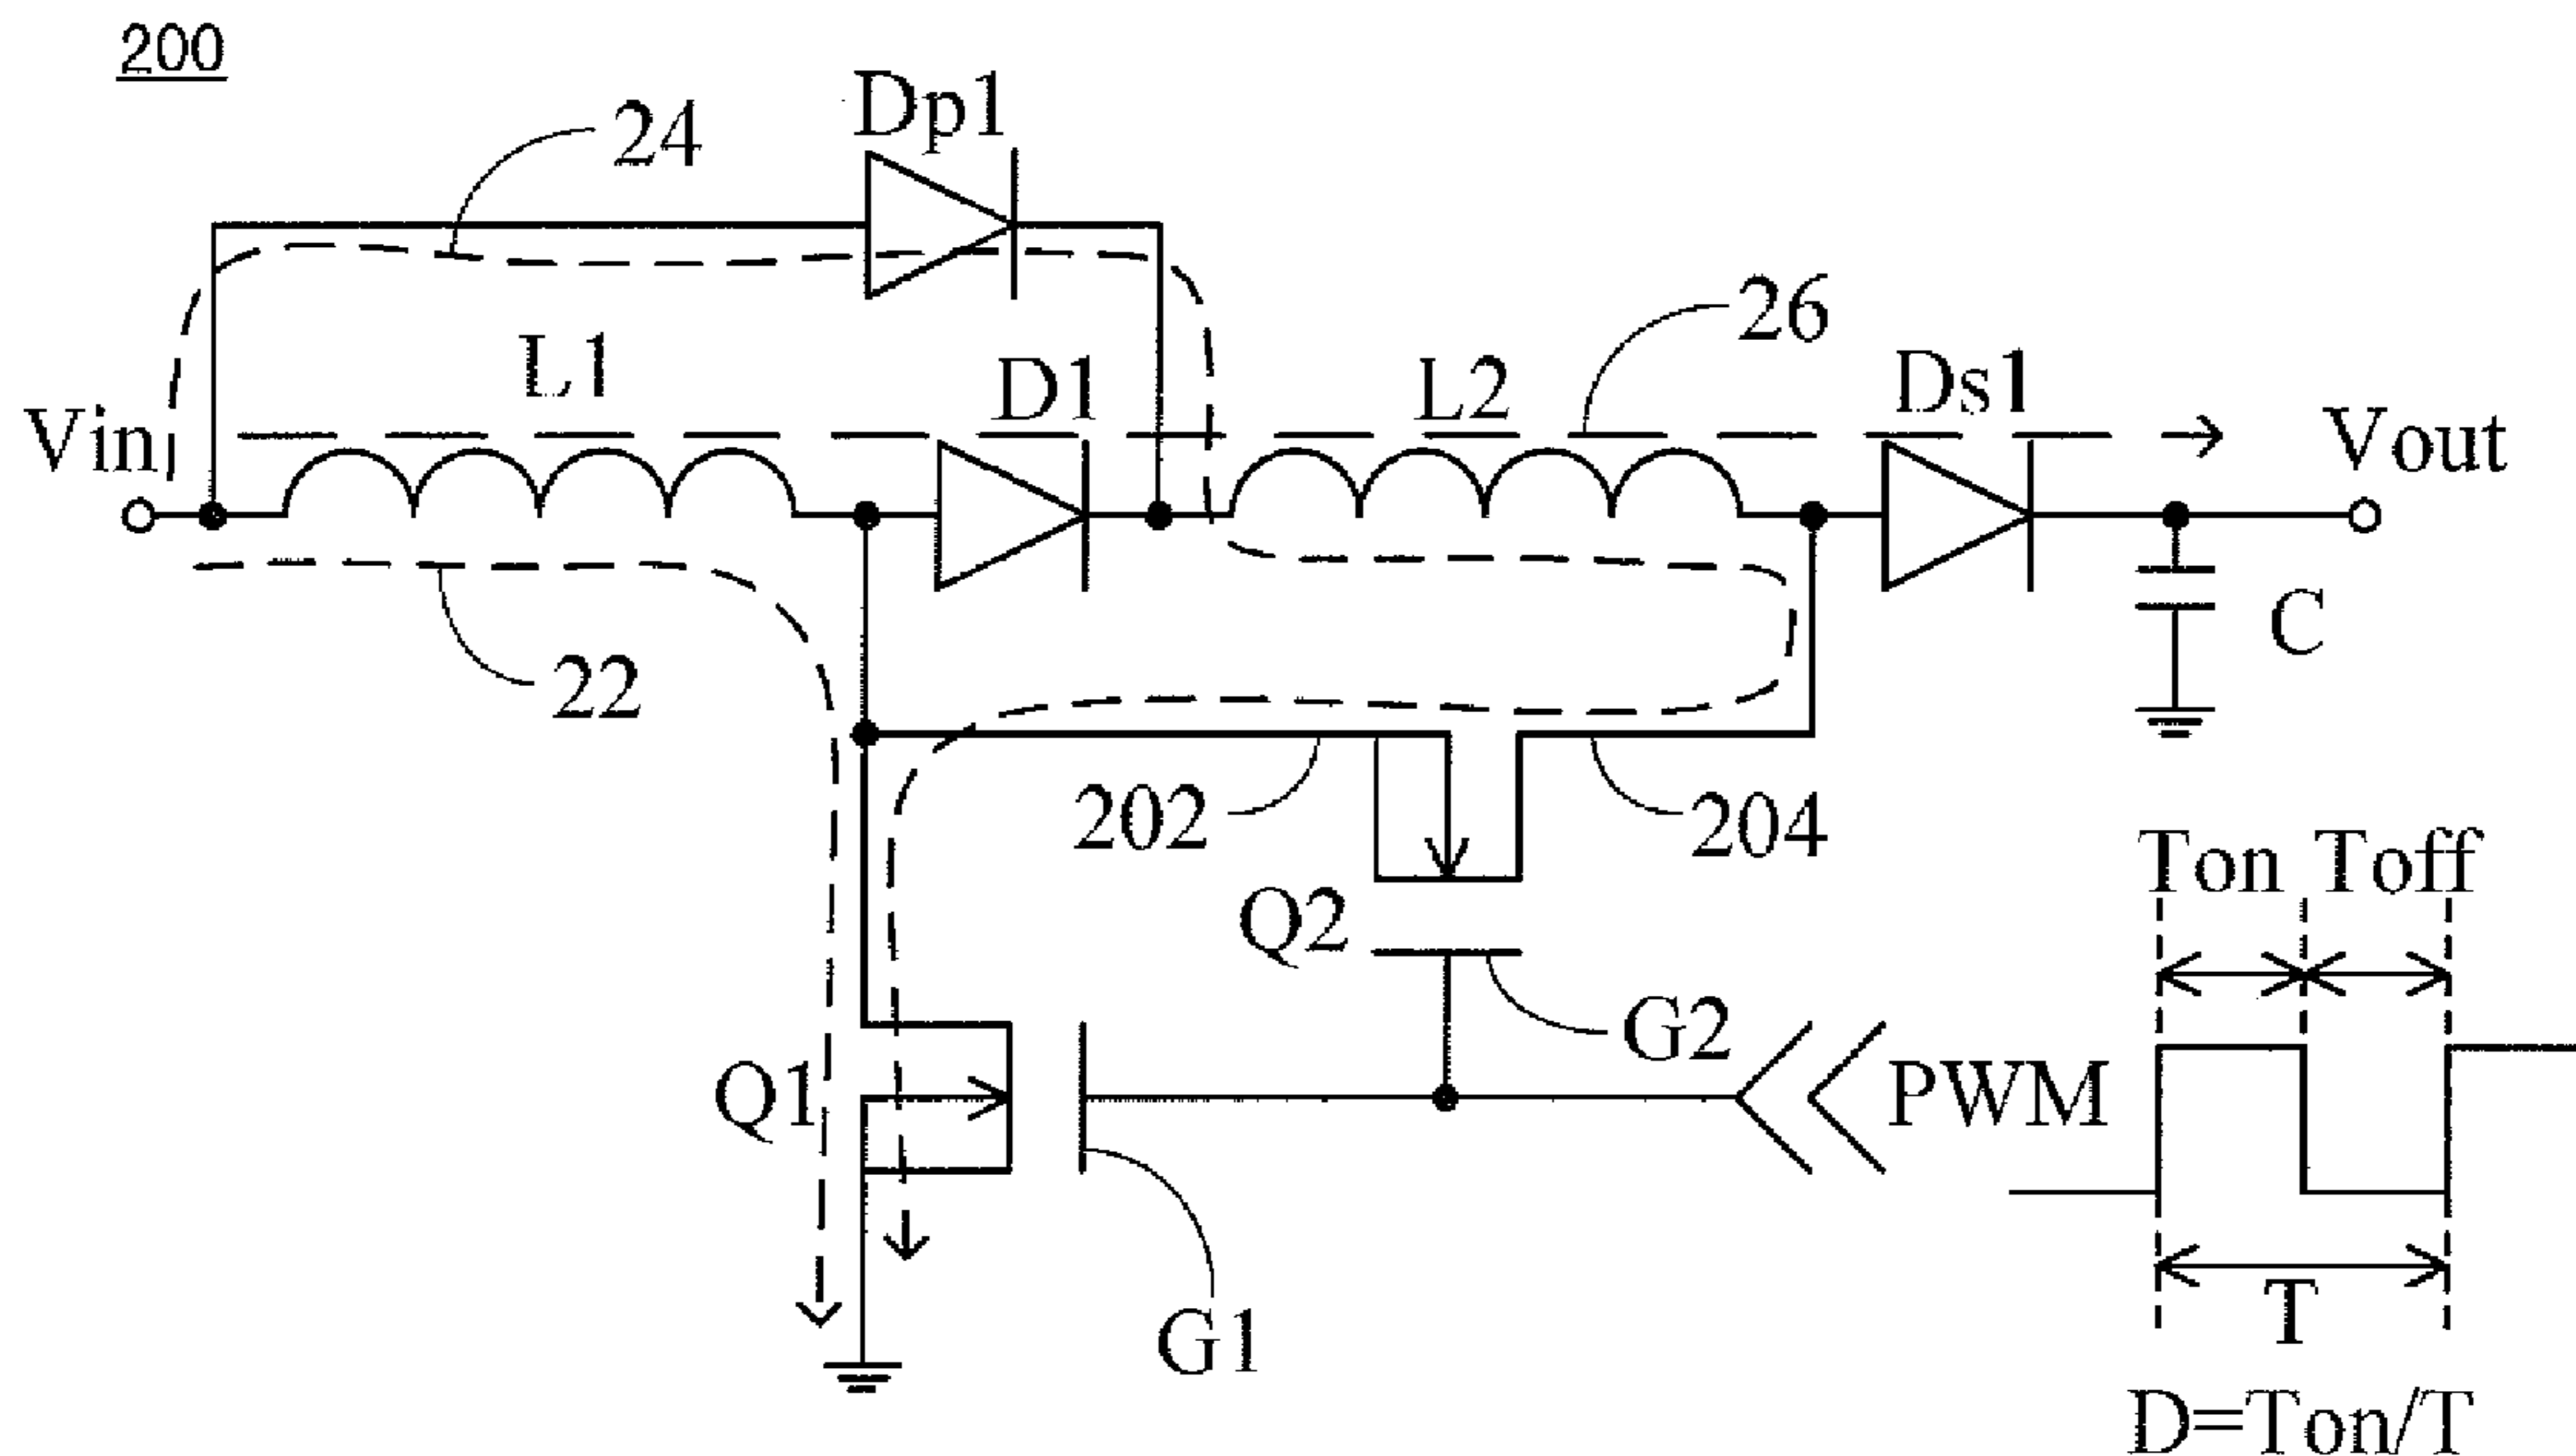 200
Dp1
24
26
L1
D1
L2
Ds1
Vin
Vout
C
22
202
204
Ton Toff
Q2
G2
Q1
PWM
T
G1
D=Ton/T